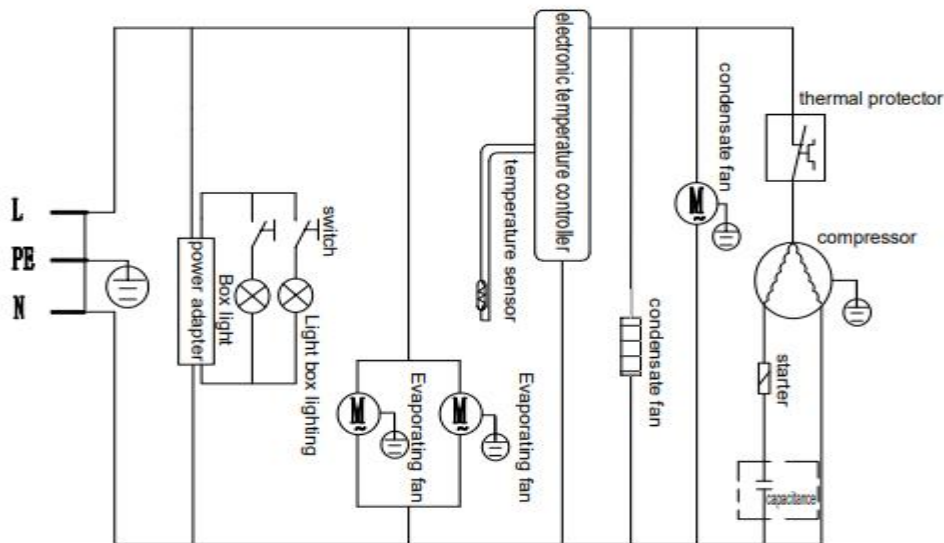 L
PE
N
power adapter
Box light
switch
Light box lighting
M
~
Evaporating fan
M
~
Evaporating fan
temperature sensor
electronic temperature controller
condensate fan
M
~
condensate fan
thermal protector
compressor
starter
capacitance